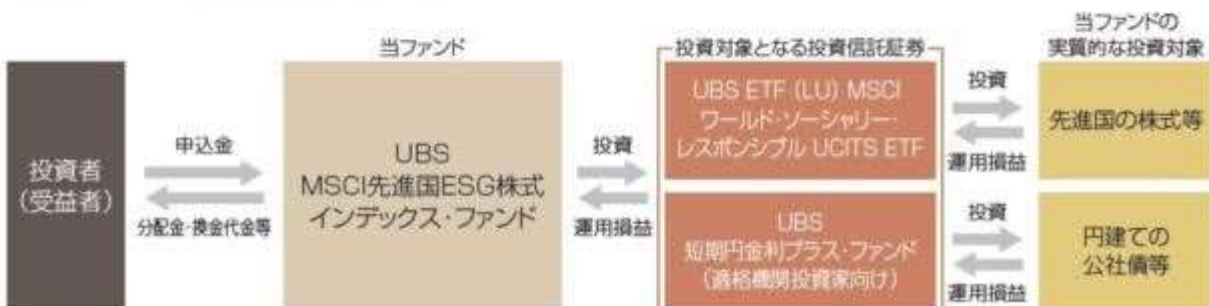 当ファンド
投資対象となる投資信託証券
当ファンドの
実質的な投資対象
投資者
(受益者)
申込金
分配金・換金代金等
UBS
MSCI先進国ESG株式
インデックス・ファンド
投資
運用損益
UBS ETF (LU) MSCI
ワールド・ソーシャリー・
レスポンシブル UCITS ETF
投資
運用損益
先進国の株式等
UBS
短期円金利プラス・ファンド
(適格機関投資家向け)
投資
運用損益
円建ての
公社債等